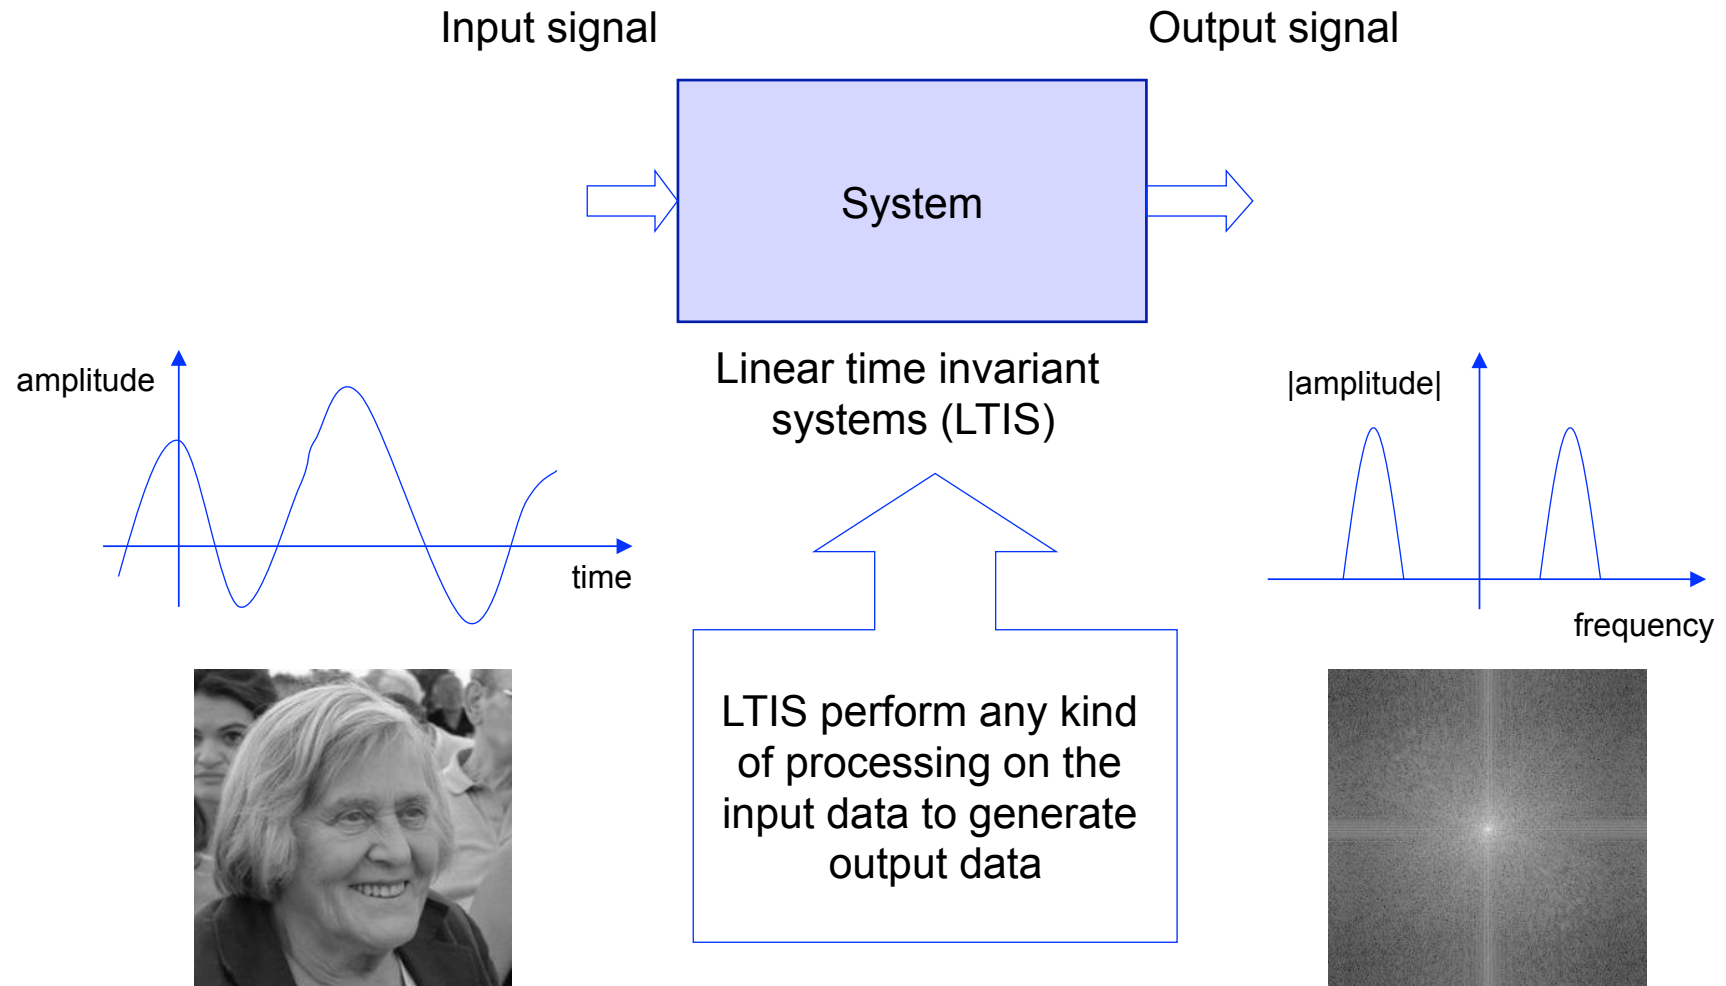 Input signal
Output signal
System
Linear time invariant
systems (LTIS)
amplitude
time
|amplitude|
frequency
LTIS perform any kind
of processing on the
input data to generate
output data